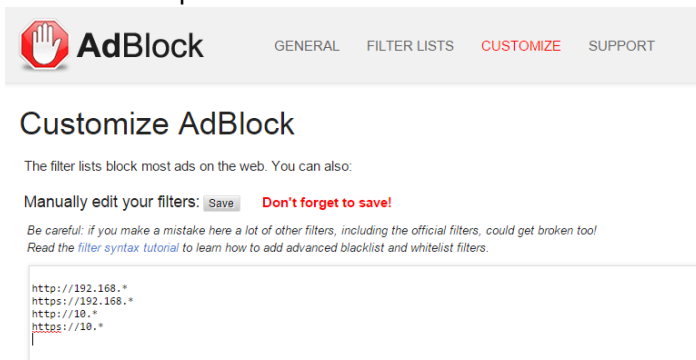 AdBlock
GENERAL FILTER LISTS CUSTOMIZE SUPPORT
Customize AdBlock
The filter lists block most ads on the web. You can also:
Manually edit your filters: Save Don't forget to save!
Be careful: if you make a mistake here a lot of other filters, including the official filters, could get broken too!
Read the filter syntax tutorial to learn how to add advanced blacklist and whitelist filters.
http://192.168.*
https://192.168.*
http://10.*
https://10.*